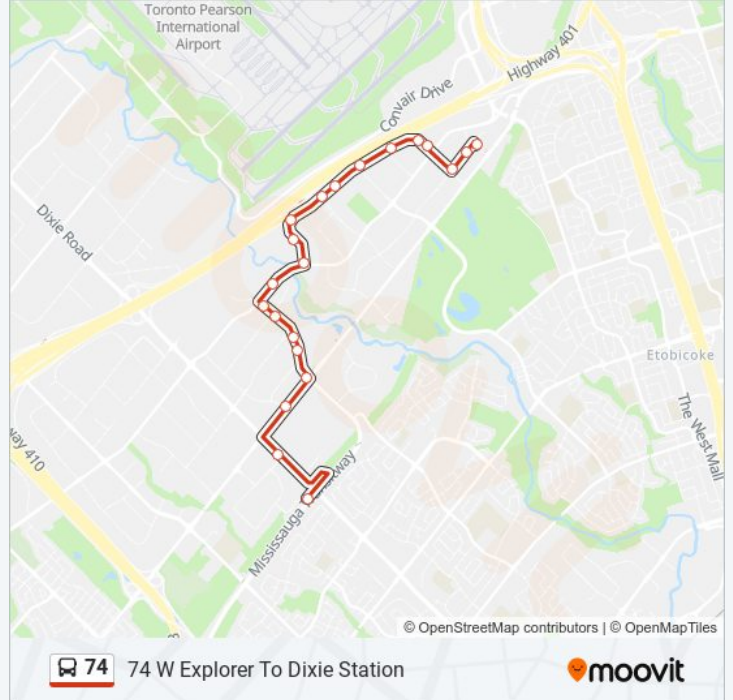 Toronto Pearson
International
Airport
Highway 401
Convair Drive
Dixie Road
Etobicoke
The West Mall
way 410
Mississauga
© OpenStreetMap contributors | © OpenMapTiles
74
74 W Explorer To Dixie Station
moovit